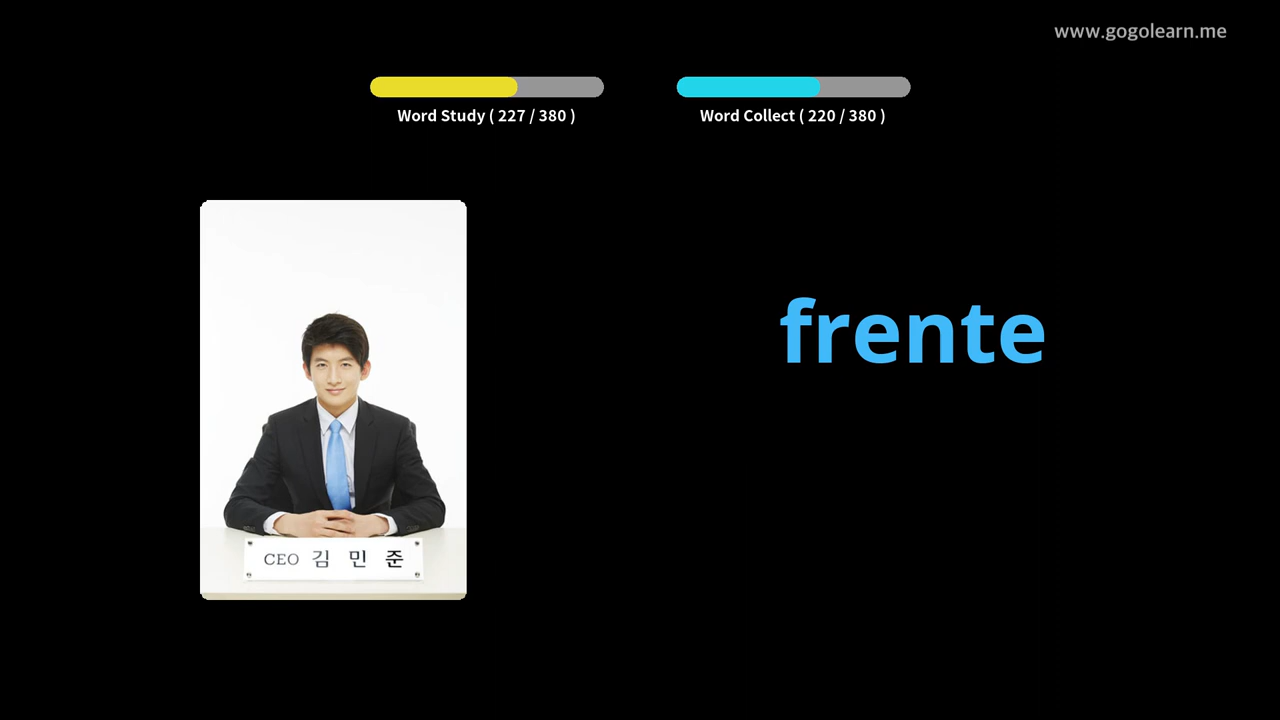 www.gogolearn.me
Word Study ( 227 / 380 )
Word Collect ( 220 / 380 )
frente
CEO 김 민 준